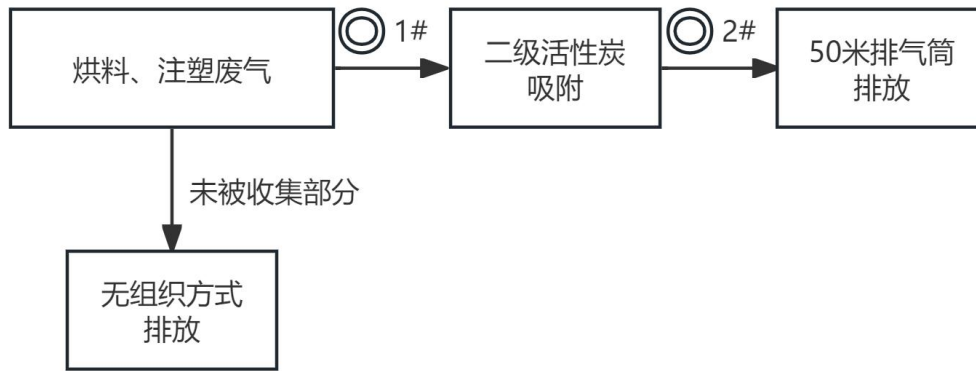 烘料、注塑废气
◎ 1#
二级活性炭
吸附
◎ 2#
50米排气筒
排放
未被收集部分
无组织方式
排放